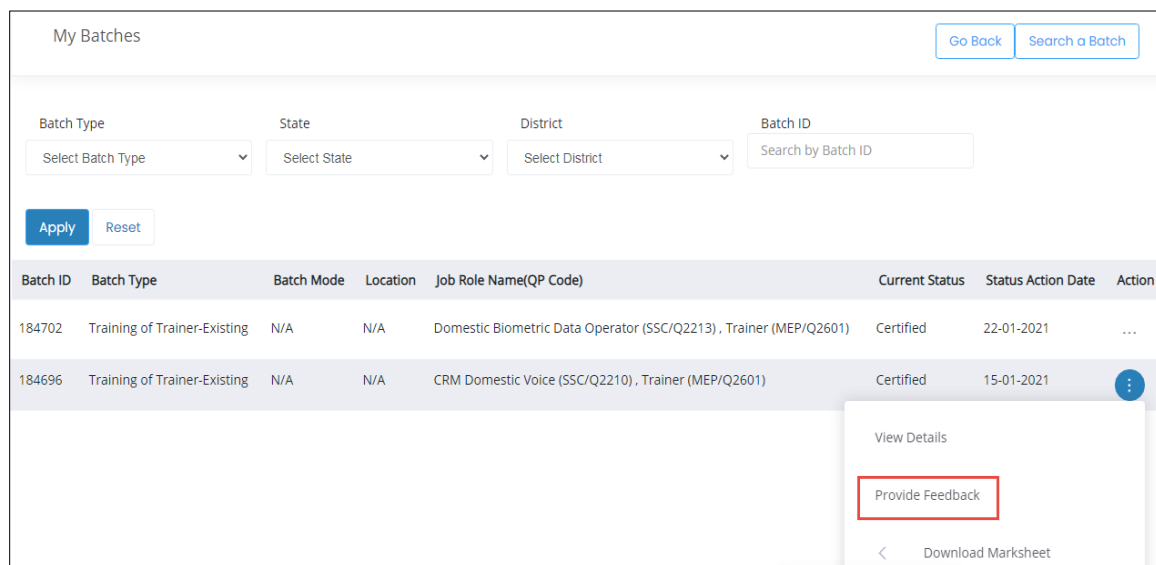 My Batches
Go Back Search a Batch
Batch Type State District Batch ID
Select Batch Type Select State Select District Search by Batch ID
Apply Reset
Batch ID Batch Type Batch Mode Location Job Role Name(QP Code) Current Status Status Action Date Action
184702 Training of Trainer-Existing N/A N/A Domestic Biometric Data Operator (SSC/Q2213) , Trainer (MEP/Q2601) Certified 22-01-2021 ...
184696 Training of Trainer-Existing N/A N/A CRM Domestic Voice (SSC/Q2210) , Trainer (MEP/Q2601) Certified 15-01-2021
View Details
Provide Feedback
Download Marksheet